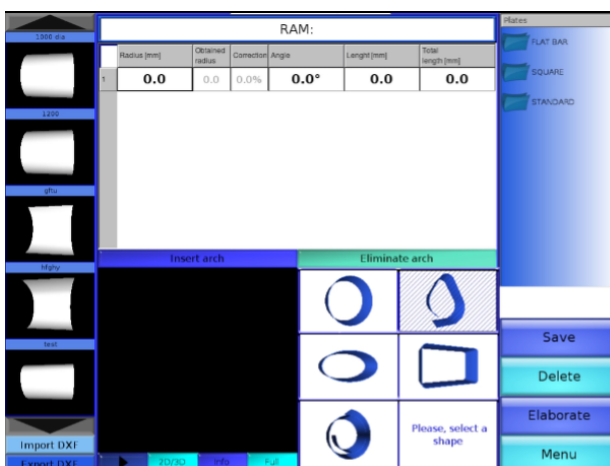 RAM:
Plates
1500 dia
Radius [mm]
Obtained
radius
Correction
Angie
Lenght [mm]
Total
length [mm]
FLAT BAR
1
0.0
0.0
0.0%
0.0°
0.0
0.0
SQUARE
STANDARD
1200
gftu
Insert arch
Eliminate arch
hfghy
test
Save
Delete
Please, select a
shape
Elaborate
Import DXF
Export DXF
2D/3D
Info
Full
Menu